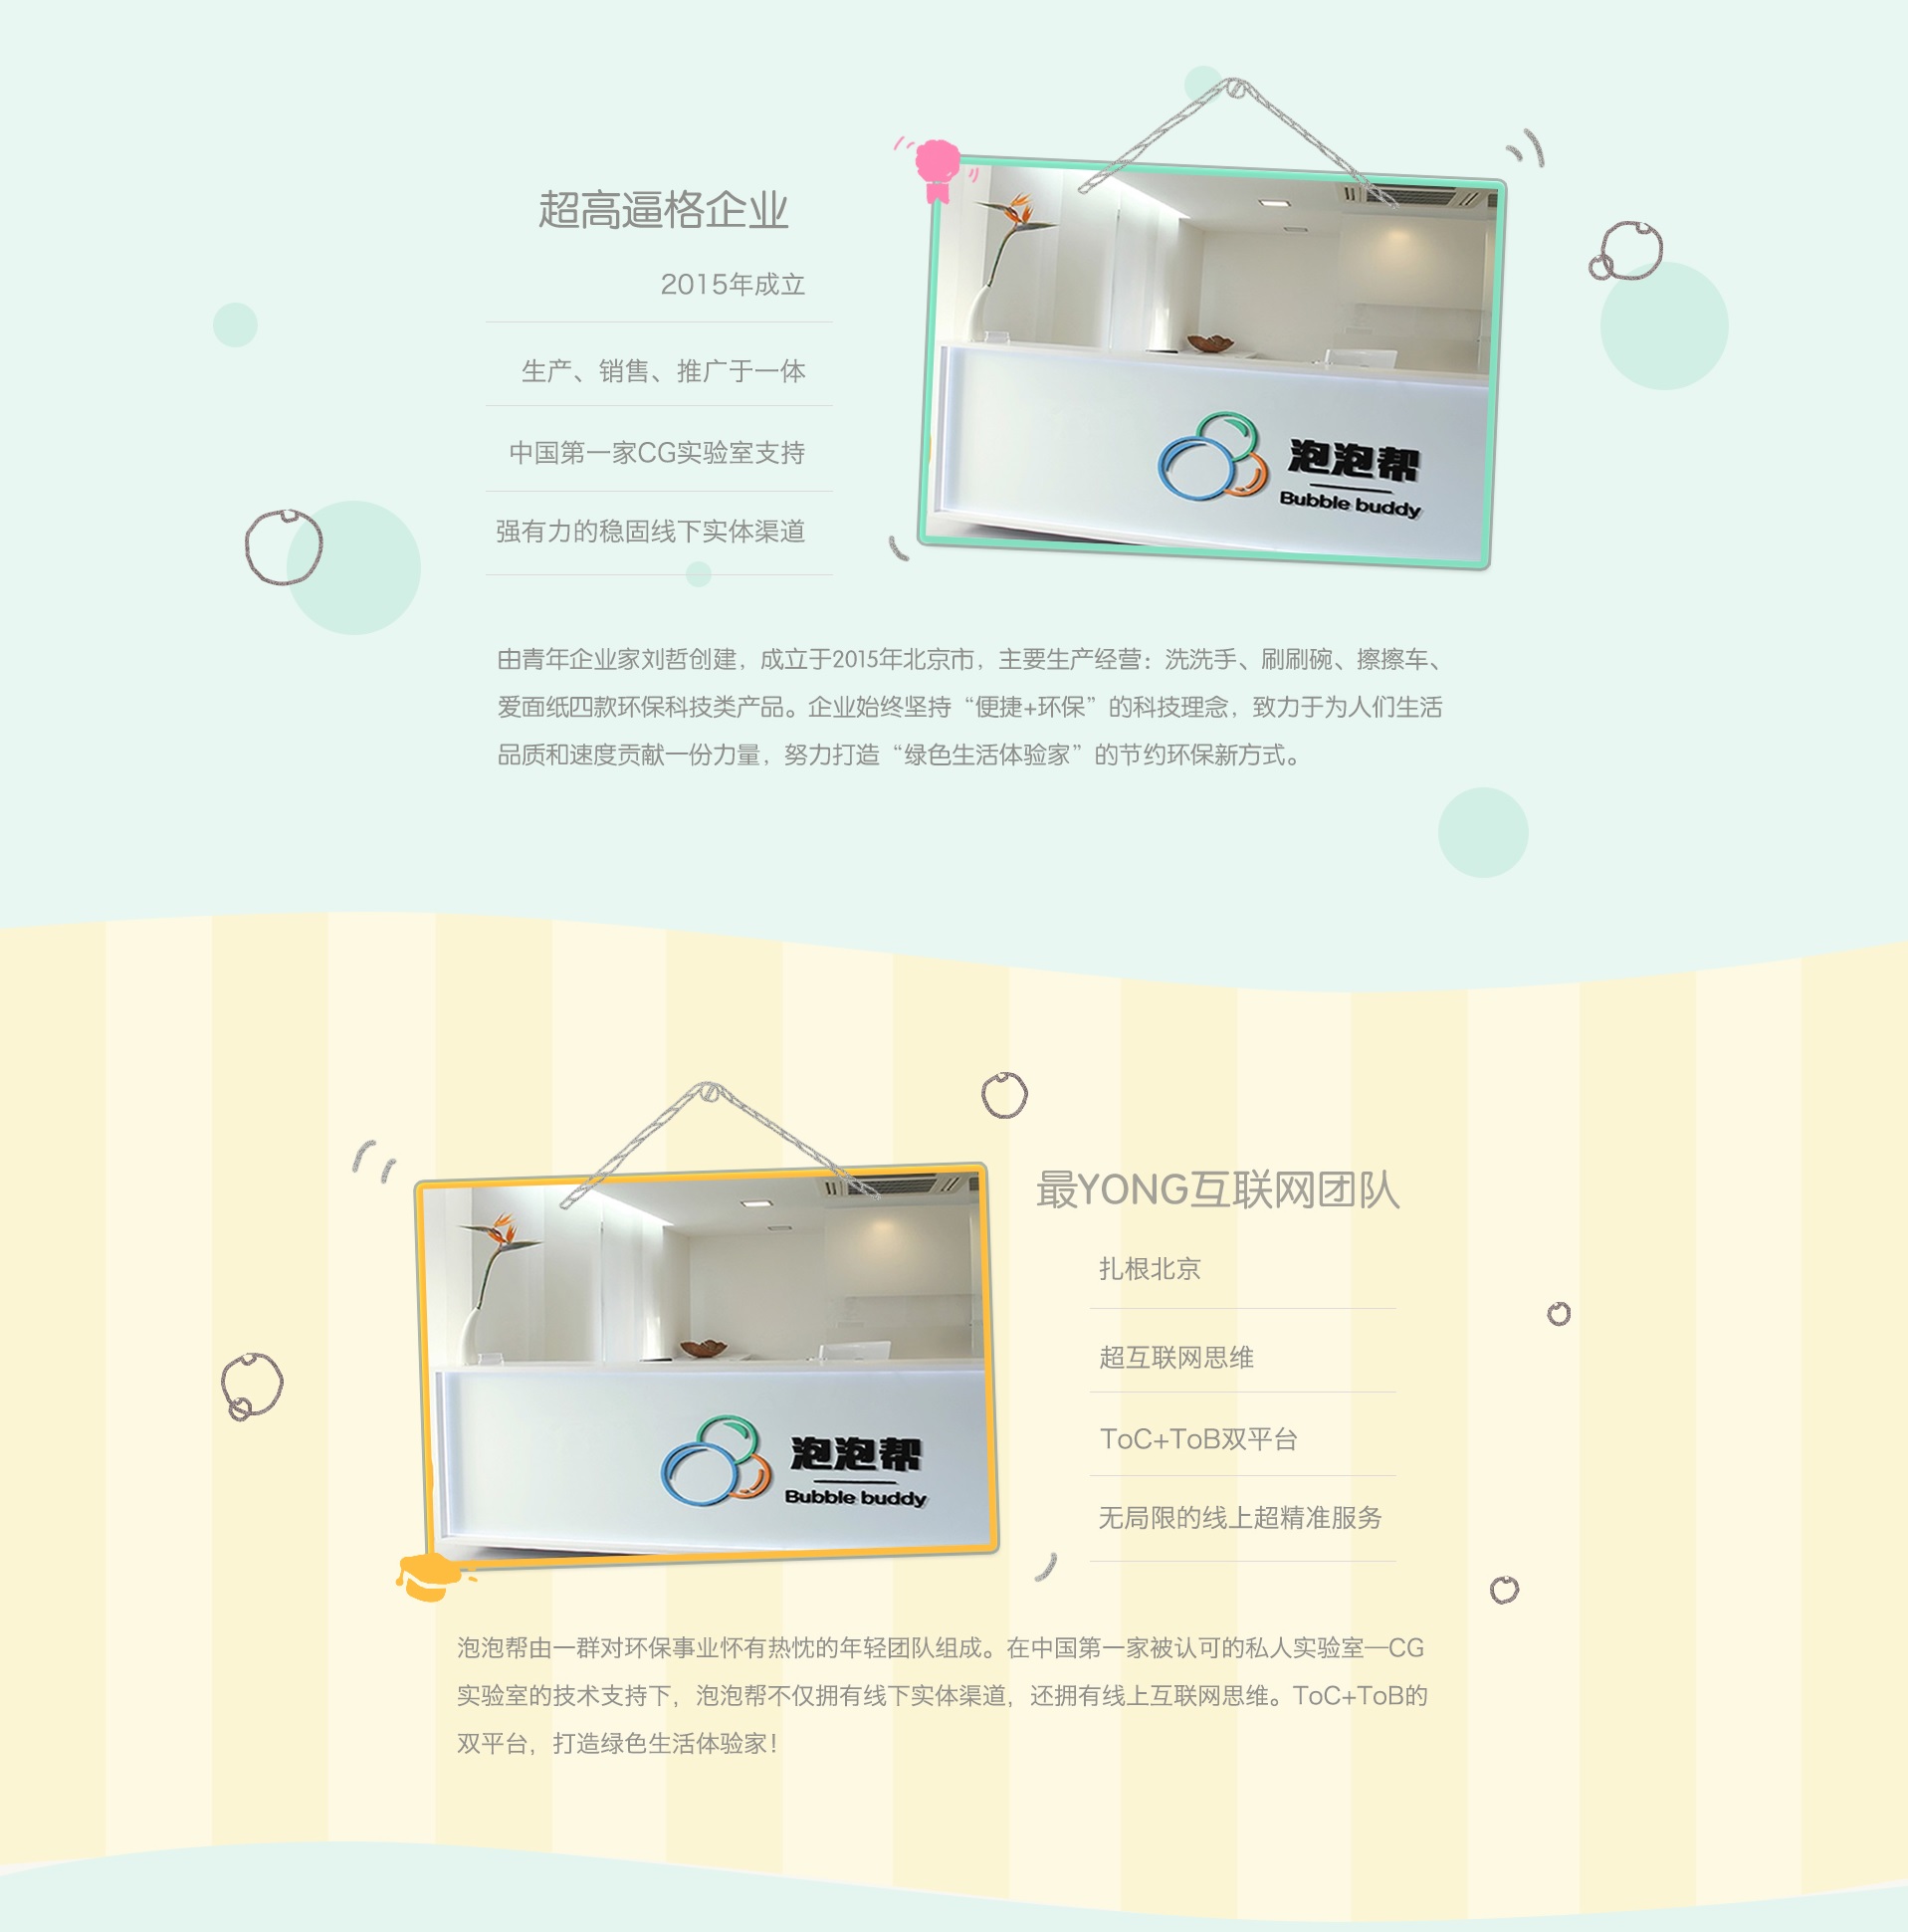 超高逼格企业
2015年成立
生产、销售、推广于一体
中国第一家CG实验室支持
强有力的稳固线下实体渠道
泡泡帮
Bubble buddy
由青年企业家刘哲创建，成立于2015年北京市，主要生产经营：洗洗手、刷刷碗、擦擦车、
爱面纸四款环保科技类产品。企业始终坚持“便捷+环保”的科技理念，致力于为人们生活
品质和速度贡献一份力量，努力打造“绿色生活体验家”的节约环保新方式。
最YONG互联网团队
扎根北京
超互联网思维
ToC+ToB双平台
无局限的线上超精准服务
泡泡帮
Bubble buddy
泡泡帮由一群对环保事业怀有热忱的年轻团队组成。在中国第一家被认可的私人实验室—CG
实验室的技术支持下，泡泡帮不仅拥有线下实体渠道，还拥有线上互联网思维。ToC+ToB的
双平台，打造绿色生活体验家！